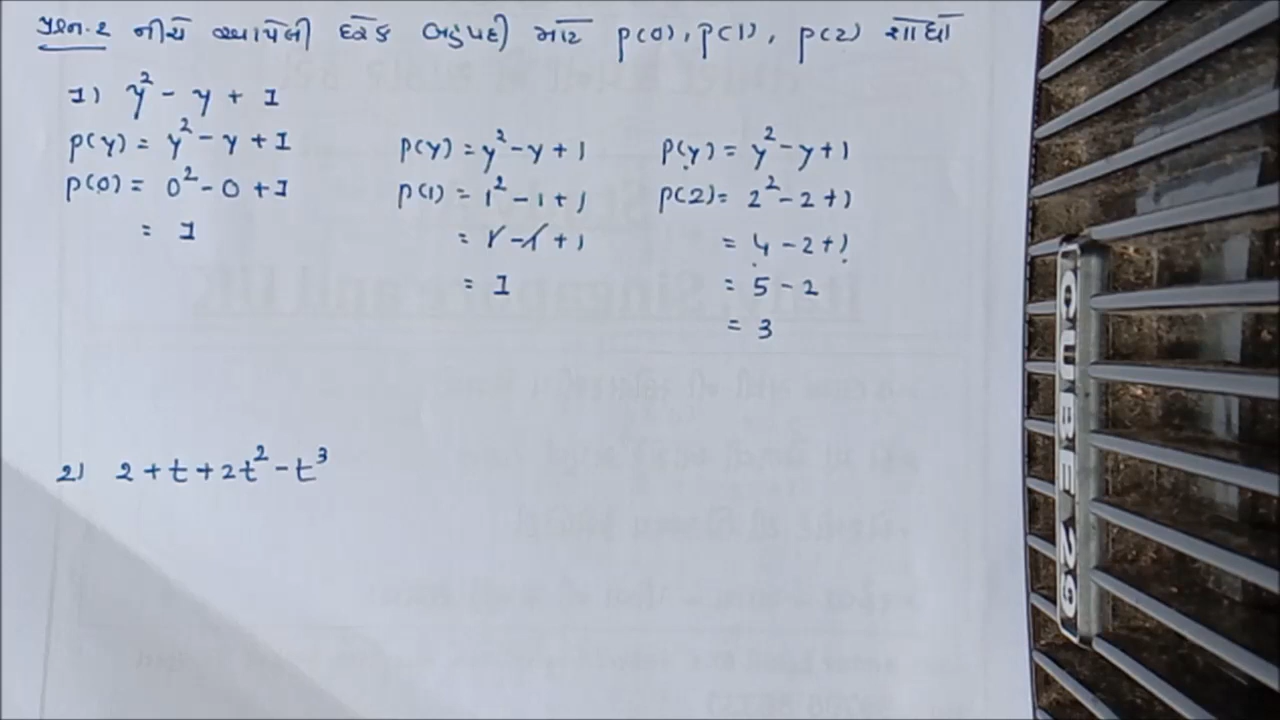 પ્રશ્ન-૨ નીચે આપેલી દરેક બહુપદી માટે p(0), p(1), p(2) શોધો
1) y² - y + 1
p(y) = y² - y + 1
p(0) = 0² - 0 + 1
= 1
p(y) = y² - y + 1
p(1) = 1² - 1 + 1
= 1 - 1 + 1
= 1
p(y) = y² - y + 1
p(2) = 2² - 2 + 1
= 4 - 2 + 1
= 5 - 2
= 3
2) 2 + t + 2t² - t³
CUBE 29